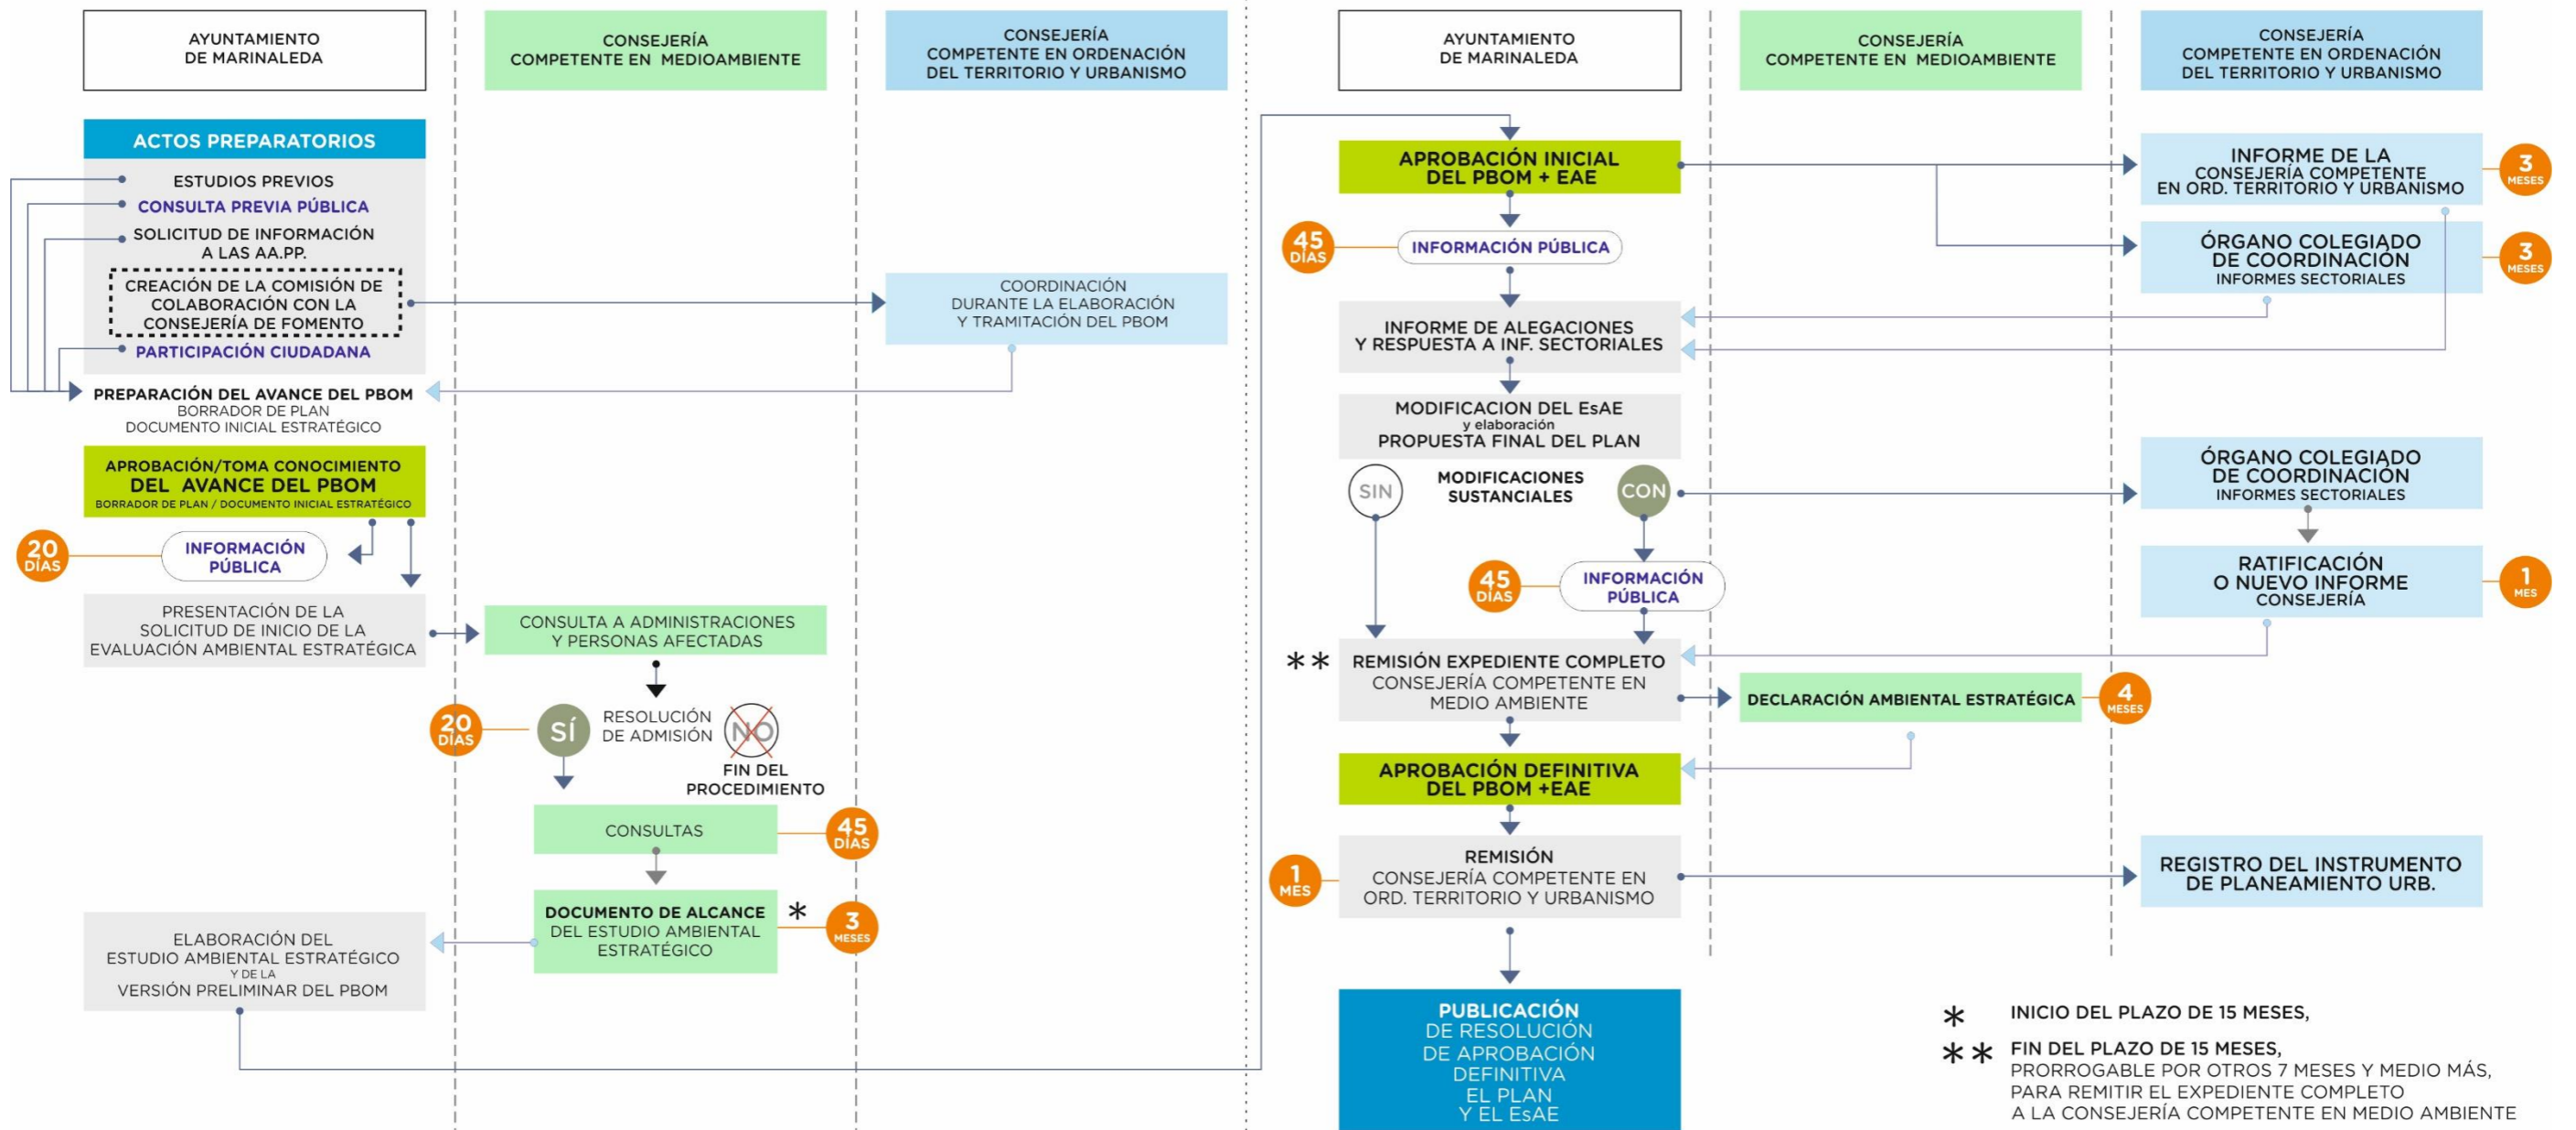 AYUNTAMIENTO
DE MARINALEDA
CONSEJERÍA
COMPETENTE EN MEDIOAMBIENTE
CONSEJERÍA
COMPETENTE EN ORDENACIÓN
DEL TERRITORIO Y URBANISMO
ACTOS PREPARATORIOS
ESTUDIOS PREVIOS
CONSULTA PREVIA PÚBLICA
SOLICITUD DE INFORMACIÓN
A LAS AA.PP.
CREACIÓN DE LA COMISIÓN DE
COLABORACIÓN CON LA
CONSEJERÍA DE FOMENTO
PARTICIPACIÓN CIUDADANA
COORDINACIÓN
DURANTE LA ELABORACIÓN
Y TRAMITACIÓN DEL PBOM
PREPARACIÓN DEL AVANCE DEL PBOM
BORRADOR DE PLAN
DOCUMENTO INICIAL ESTRATÉGICO
APROBACIÓN/TOMA CONOCIMIENTO
DEL AVANCE DEL PBOM
BORRADOR DE PLAN / DOCUMENTO INICIAL ESTRATÉGICO
20
DÍAS
INFORMACIÓN
PÚBLICA
PRESENTACIÓN DE LA
SOLICITUD DE INICIO DE LA
EVALUACIÓN AMBIENTAL ESTRATÉGICA
CONSULTA A ADMINISTRACIONES
Y PERSONAS AFECTADAS
20
DÍAS
SÍ
RESOLUCIÓN
DE ADMISIÓN
NO
FIN DEL
PROCEDIMIENTO
CONSULTAS
45
DÍAS
DOCUMENTO DE ALCANCE
DEL ESTUDIO AMBIENTAL
ESTRATÉGICO
*
3
MESES
ELABORACIÓN DEL
ESTUDIO AMBIENTAL ESTRATÉGICO
Y DE LA
VERSIÓN PRELIMINAR DEL PBOM
AYUNTAMIENTO
DE MARINALEDA
CONSEJERÍA
COMPETENTE EN MEDIOAMBIENTE
CONSEJERÍA
COMPETENTE EN ORDENACIÓN
DEL TERRITORIO Y URBANISMO
APROBACIÓN INICIAL
DEL PBOM + EAE
INFORME DE LA
CONSEJERÍA COMPETENTE
EN ORD. TERRITORIO Y URBANISMO
3
MESES
45
DÍAS
INFORMACIÓN PÚBLICA
ÓRGANO COLEGIADO
DE COORDINACIÓN
INFORMES SECTORIALES
3
MESES
INFORME DE ALEGACIONES
Y RESPUESTA A INF. SECTORIALES
MODIFICACION DEL EsAE
y elaboración
PROPUESTA FINAL DEL PLAN
SIN
MODIFICACIONES
SUSTANCIALES
CON
ÓRGANO COLEGIADO
DE COORDINACIÓN
INFORMES SECTORIALES
45
DÍAS
INFORMACIÓN
PÚBLICA
RATIFICACIÓN
O NUEVO INFORME
CONSEJERÍA
1
MES
**
REMISIÓN EXPEDIENTE COMPLETO
CONSEJERÍA COMPETENTE EN
MEDIO AMBIENTE
DECLARACIÓN AMBIENTAL ESTRATÉGICA
4
MESES
APROBACIÓN DEFINITIVA
DEL PBOM +EAE
1
MES
REMISIÓN
CONSEJERÍA COMPETENTE EN
ORD. TERRITORIO Y URBANISMO
REGISTRO DEL INSTRUMENTO
DE PLANEAMIENTO URB.
PUBLICACIÓN
DE RESOLUCIÓN
DE APROBACIÓN
DEFINITIVA
EL PLAN
Y EL EsAE
* INICIO DEL PLAZO DE 15 MESES,
** FIN DEL PLAZO DE 15 MESES,
PRORROGABLE POR OTROS 7 MESES Y MEDIO MÁS,
PARA REMITIR EL EXPEDIENTE COMPLETO
A LA CONSEJERÍA COMPETENTE EN MEDIO AMBIENTE